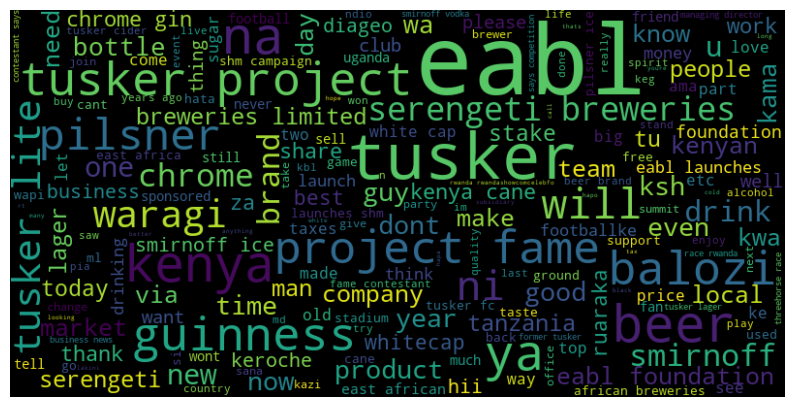 chrome gin
na
diageo
wa
please
smirnoff vodka
life
friend
managing director
contestant says
need
bottle
thing
sugar
football
ndio
tusker cider
live
event
brewer
thats
really
done
pilsner ice
work
know
love
u
money
lung
join
come
day
shm campaign
club
uganda
says competition
spirit
keg
people
tusker project
eabl
buy
cant
years ago
hata
never
won
ama
part
kama
breweries limited
serengeti breweries
pilsner
let
two
sell
white cap
stake
big
stand
foundation
tu
kenyan
east africa
still
share
game
tusker
team
free
eabl launches
one
chrome
brand
kbl
take
launch
n
rwanda rwandashowcomcelebfo
beer brand
etc
well
tusker lite
wapi
business
sponsored
za
best
guy
kenya cane
ksh
summit
alcohol
waragi
launches shm
party
im
make
will
drink
lager
saw
taxes
give
dont
footballke
even
smirnoff ice
project fame
support
enjoy
next
race rwanda
kwa
threehorse race
pia
ml
made
think
quality
last
ground
balozi
today
drinking
via
kenya
time
man
company
fame contestant
ni
good
price
local
change
want
old
stadium
tusker fc
taste
fan
tusker lager
ke
market
looking
md
try
year
tanzania
ruaraka
beer
play
used
business news
si
guinness
whitecap
back
former tusker
top
tell
go
thank
wont
keroche
product
much
way
office
smirnoff
serengeti
new
country
sana
kazi
now
cane
east african
hii
eabl foundation
african breweries
see